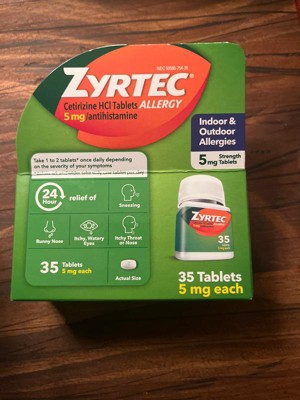 ZYRTEC®
Cetirizine HCl Tablets ALLERGY
5 mg/antihistamine
Indoor &
Outdoor
Allergies
5 mg Strength
Tablets
Take 1 to 2 tablets* once daily depending
on the severity of your symptoms
24
Hour
relief of
Sneezing
Runny Nose
Itchy, Watery
Eyes
Itchy Throat
or Nose
35 Tablets
5 mg each
Actual Size
ZYRTEC
35
35 Tablets
5 mg each